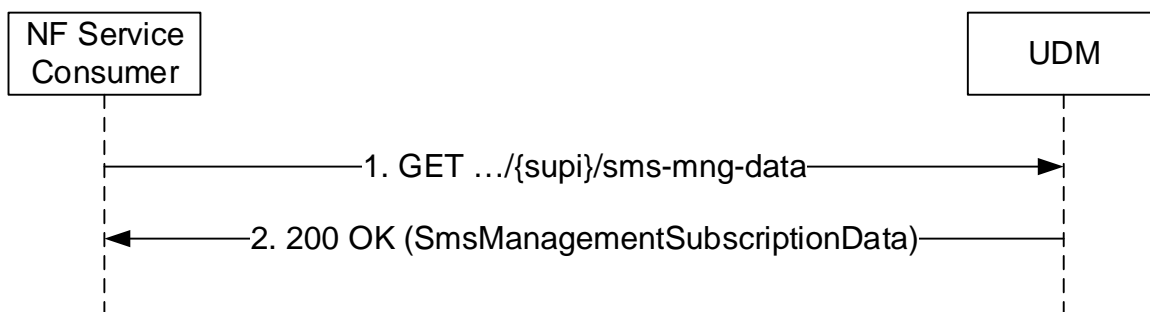 NF Service
Consumer
UDM
1. GET …/{supi}/sms-mng-data
2. 200 OK (SmsManagementSubscriptionData)